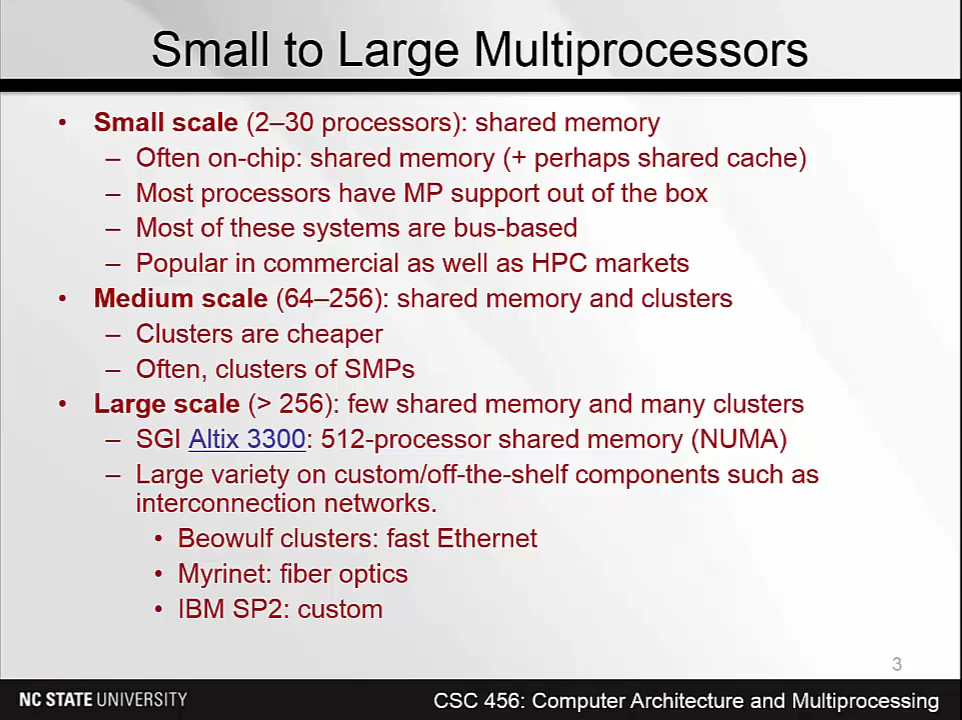 Small to Large Multiprocessors
• Small scale (2–30 processors): shared memory
– Often on-chip: shared memory (+ perhaps shared cache)
– Most processors have MP support out of the box
– Most of these systems are bus-based
– Popular in commercial as well as HPC markets
• Medium scale (64–256): shared memory and clusters
– Clusters are cheaper
– Often, clusters of SMPs
• Large scale (> 256): few shared memory and many clusters
– SGI Altix 3300: 512-processor shared memory (NUMA)
– Large variety on custom/off-the-shelf components such as
interconnection networks.
• Beowulf clusters: fast Ethernet
• Myrinet: fiber optics
• IBM SP2: custom
3
NC STATE UNIVERSITY
CSC 456: Computer Architecture and Multiprocessing